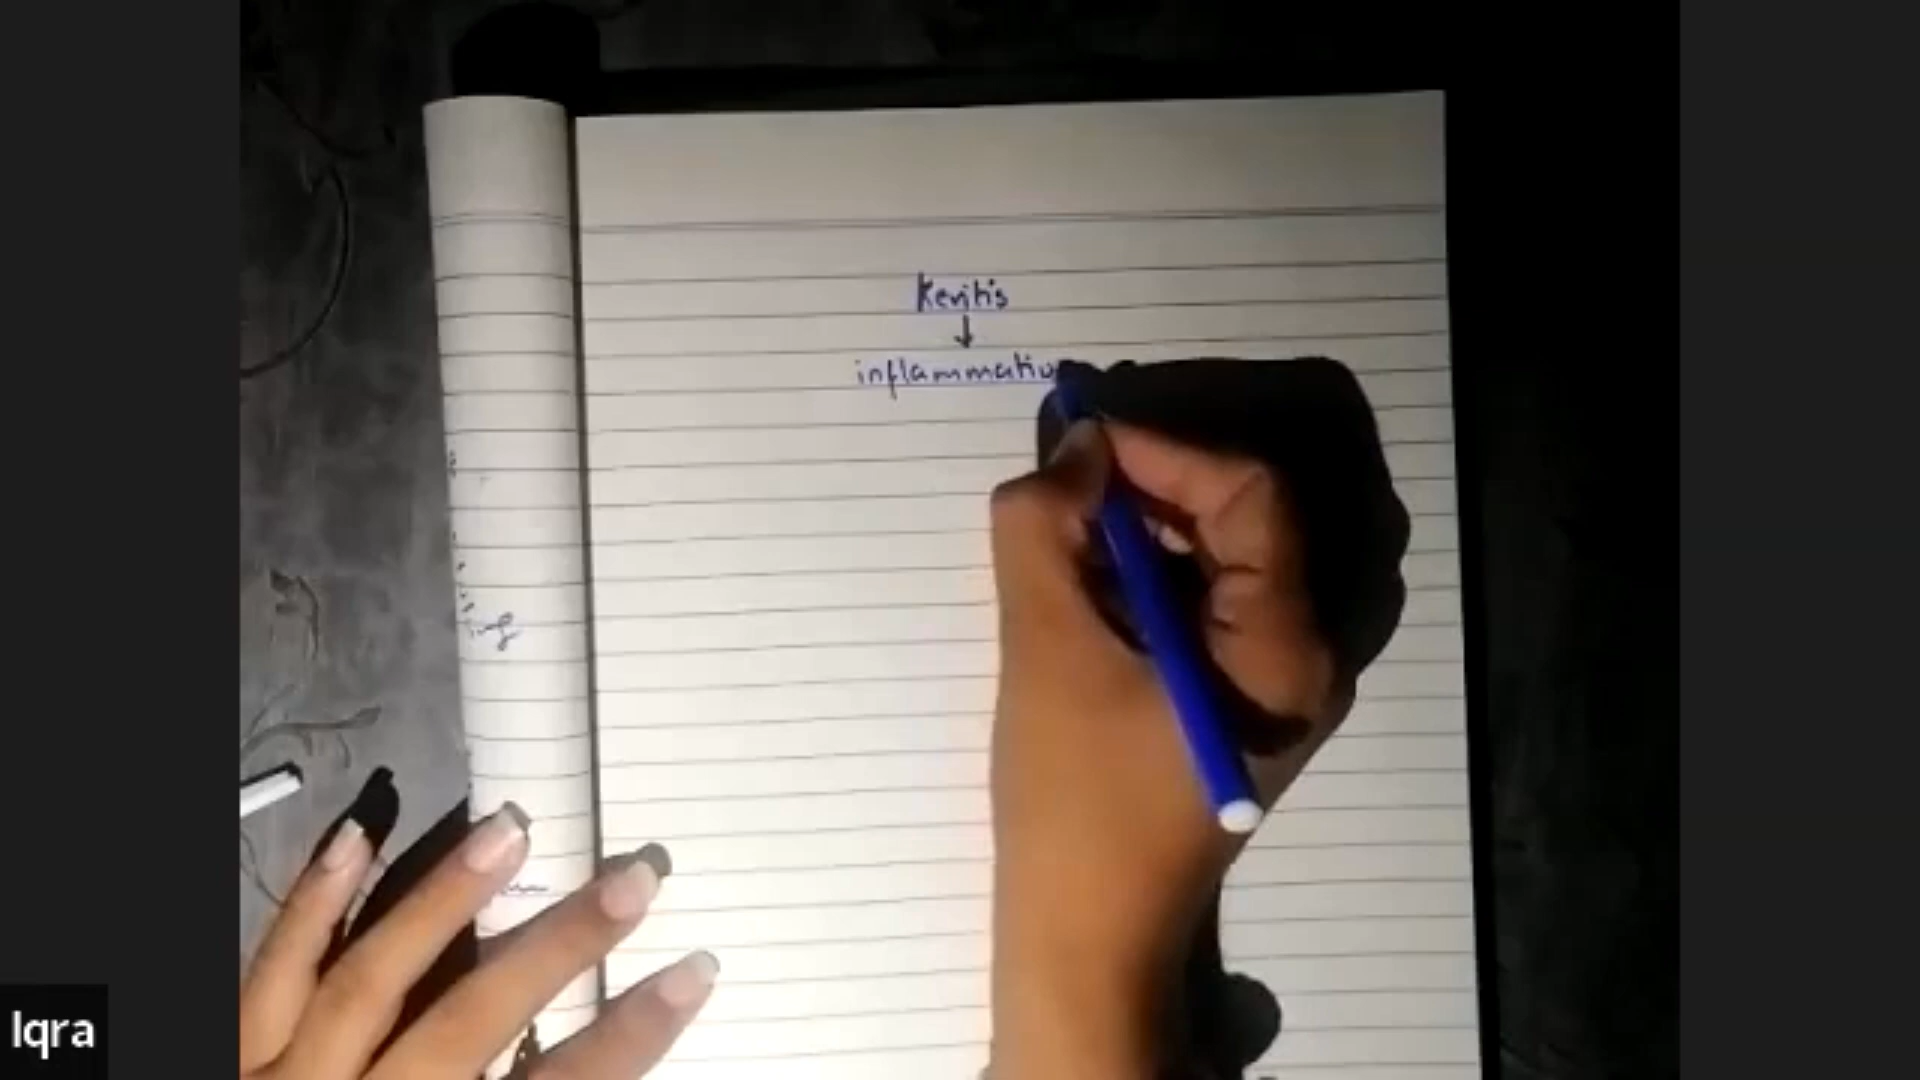 Keritis
↓
inflammatio
Iqra